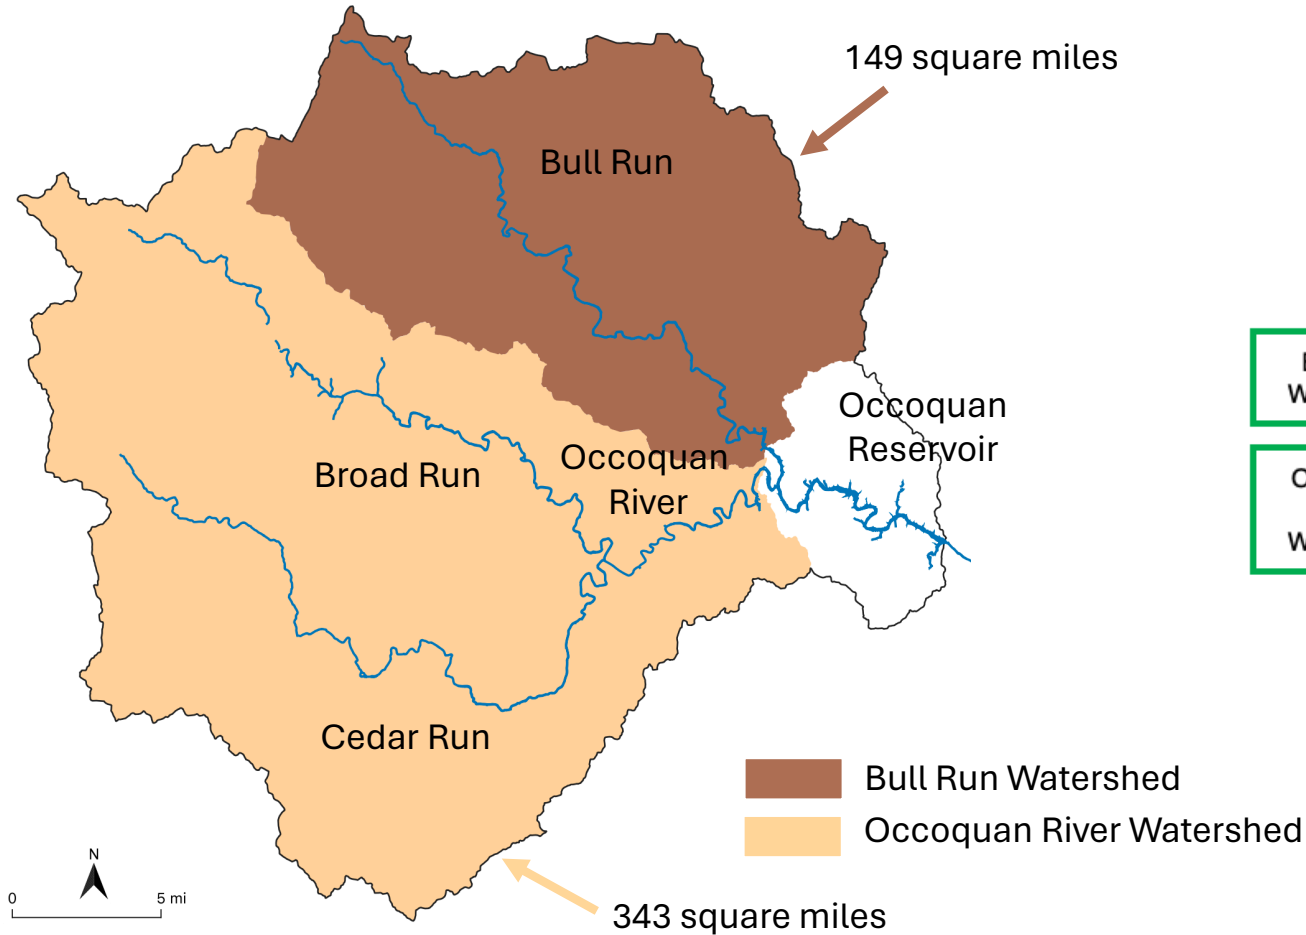 149 square miles
Bull Run
Occoquan
Reservoir
Broad Run
Occoquan
River
Cedar Run
Bull Run Watershed
Occoquan River Watershed
343 square miles
N
0 5 mi